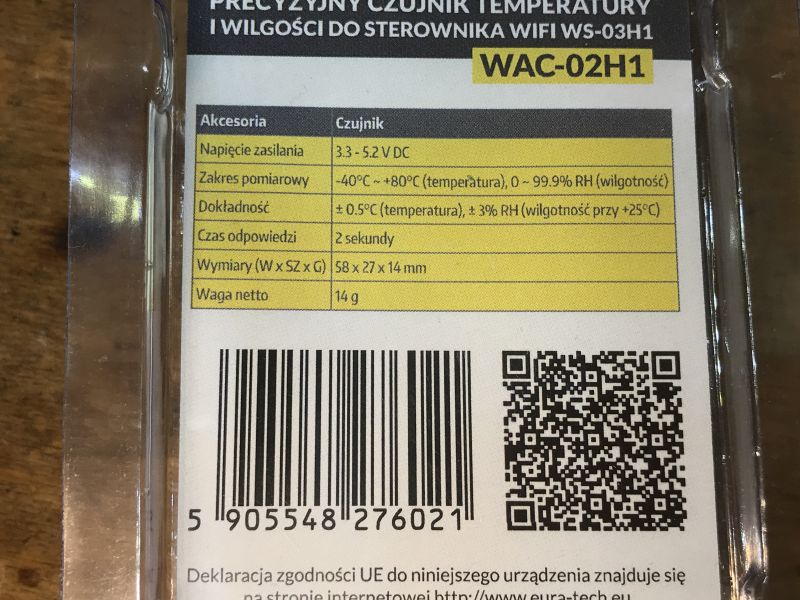 PRECYZYJNY CZUJNIK TEMPERATURY
I WILGOŚCI DO STEROWNIKA WIFI WS-03H1
WAC-02H1
Akcesoria Czujnik
Napięcie zasilania 3.3 - 5.2 V DC
Zakres pomiarowy -40°C ~ +80°C (temperatura), 0 ~ 99.9% RH (wilgotność)
Dokładność ± 0.5°C (temperatura), ± 3% RH (wilgotność przy +25°C)
Czas odpowiedzi 2 sekundy
Wymiary (W x SZ x G) 58 x 27 x 14 mm
Waga netto 14 g
5 905548 276021
Deklaracja zgodności UE do niniejszego urządzenia znajduje się
na stronie internetowej http://www.eura-tech.eu